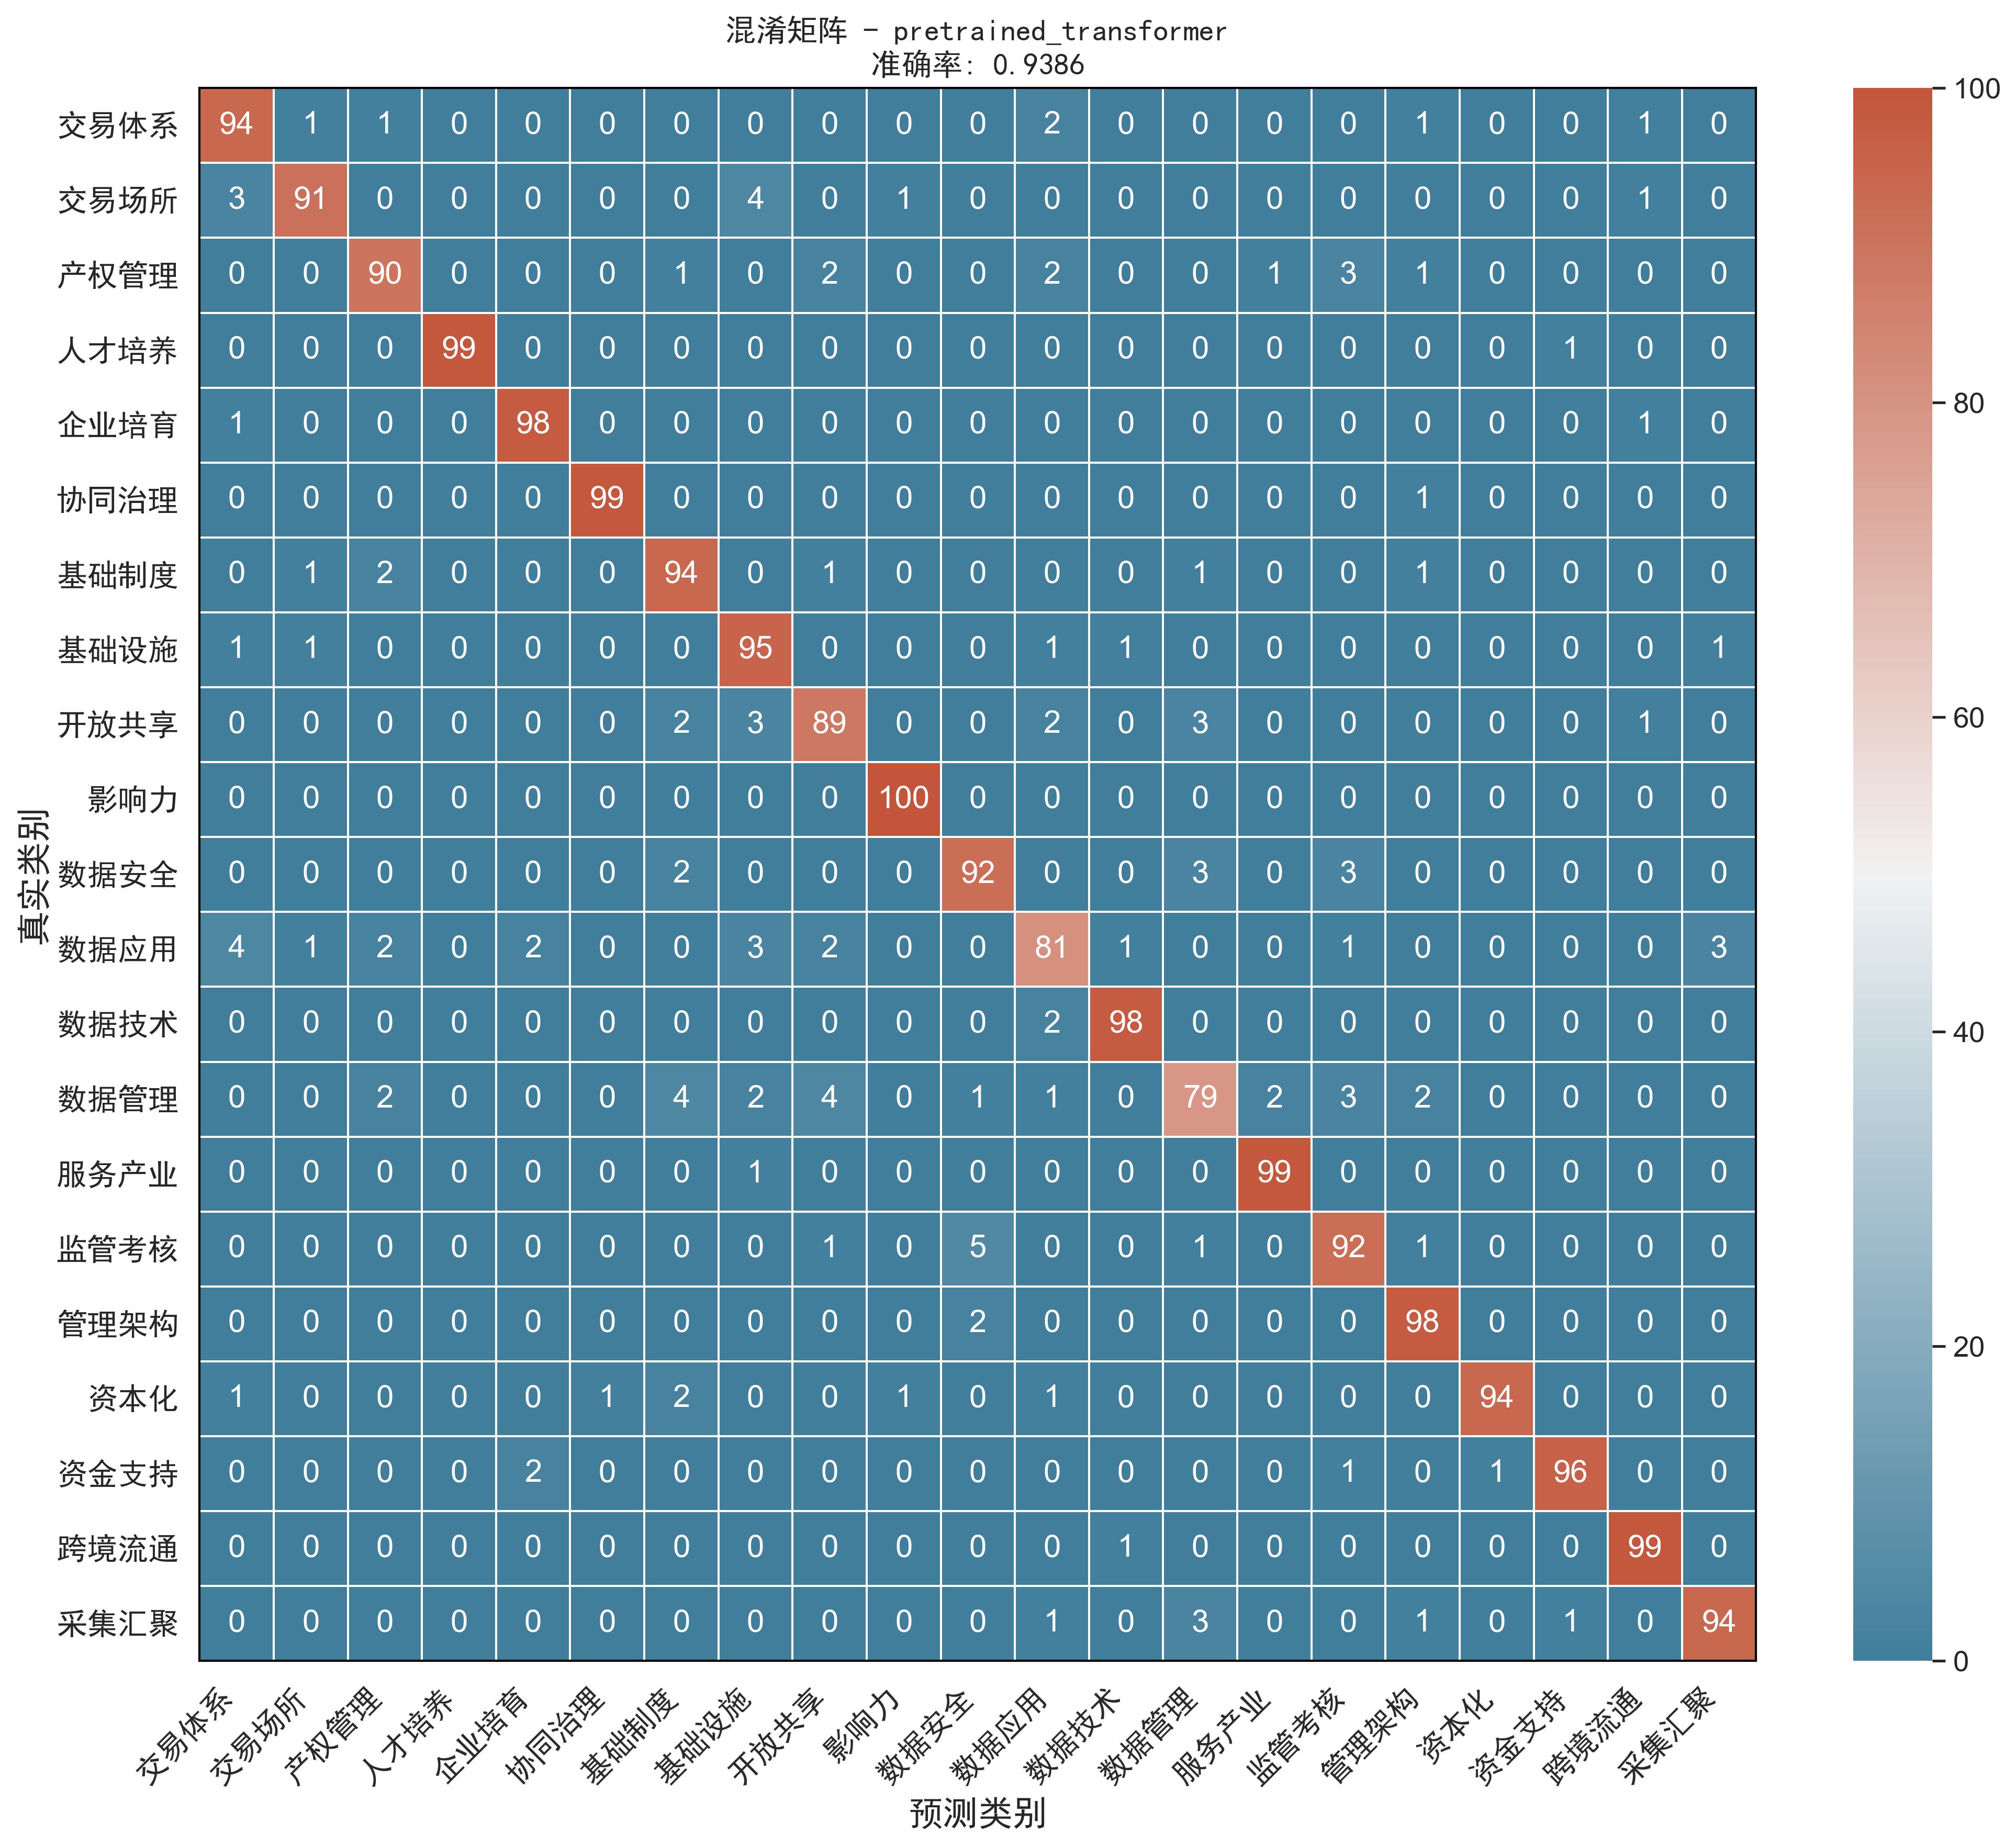 混淆矩阵 - pretrained_transformer
准确率: 0.9386
真实类别
交易体系 94 1 1 0 0 0 0 0 0 0 0 2 0 0 0 0 1 0 0 1 0
交易场所 3 91 0 0 0 0 0 4 0 1 0 0 0 0 0 0 0 0 0 1 0
产权管理 0 0 90 0 0 0 1 0 2 0 0 2 0 0 1 3 1 0 0 0 0
人才培养 0 0 0 99 0 0 0 0 0 0 0 0 0 0 0 0 0 0 1 0 0
企业培育 1 0 0 0 98 0 0 0 0 0 0 0 0 0 0 0 0 0 0 1 0
协同治理 0 0 0 0 0 99 0 0 0 0 0 0 0 0 0 0 1 0 0 0 0
基础制度 0 1 2 0 0 0 94 0 1 0 0 0 0 1 0 0 1 0 0 0 0
基础设施 1 1 0 0 0 0 0 95 0 0 0 1 1 0 0 0 0 0 0 0 1
开放共享 0 0 0 0 0 0 2 3 89 0 0 2 0 3 0 0 0 0 0 1 0
影响力 0 0 0 0 0 0 0 0 0 100 0 0 0 0 0 0 0 0 0 0 0
数据安全 0 0 0 0 0 0 2 0 0 0 92 0 0 3 0 3 0 0 0 0 0
数据应用 4 1 2 0 2 0 0 3 2 0 0 81 1 0 0 1 0 0 0 0 3
数据技术 0 0 0 0 0 0 0 0 0 0 0 2 98 0 0 0 0 0 0 0 0
数据管理 0 0 2 0 0 0 4 2 4 0 1 1 0 79 2 3 2 0 0 0 0
服务产业 0 0 0 0 0 0 0 1 0 0 0 0 0 0 99 0 0 0 0 0 0
监管考核 0 0 0 0 0 0 0 0 1 0 5 0 0 1 0 92 1 0 0 0 0
管理架构 0 0 0 0 0 0 0 0 0 0 2 0 0 0 0 0 98 0 0 0 0
资本化 1 0 0 0 0 1 2 0 0 1 0 1 0 0 0 0 0 94 0 0 0
资金支持 0 0 0 0 2 0 0 0 0 0 0 0 0 0 0 1 0 1 96 0 0
跨境流通 0 0 0 0 0 0 0 0 0 0 0 0 1 0 0 0 0 0 0 99 0
采集汇聚 0 0 0 0 0 0 0 0 0 0 0 1 0 3 0 0 1 0 1 0 94
交易体系 交易场所 产权管理 人才培养 企业培育 协同治理 基础制度 基础设施 开放共享 影响力 数据安全 数据应用 数据技术 数据管理 服务产业 监管考核 管理架构 资本化 资金支持 跨境流通 采集汇聚
预测类别
100
80
60
40
20
0